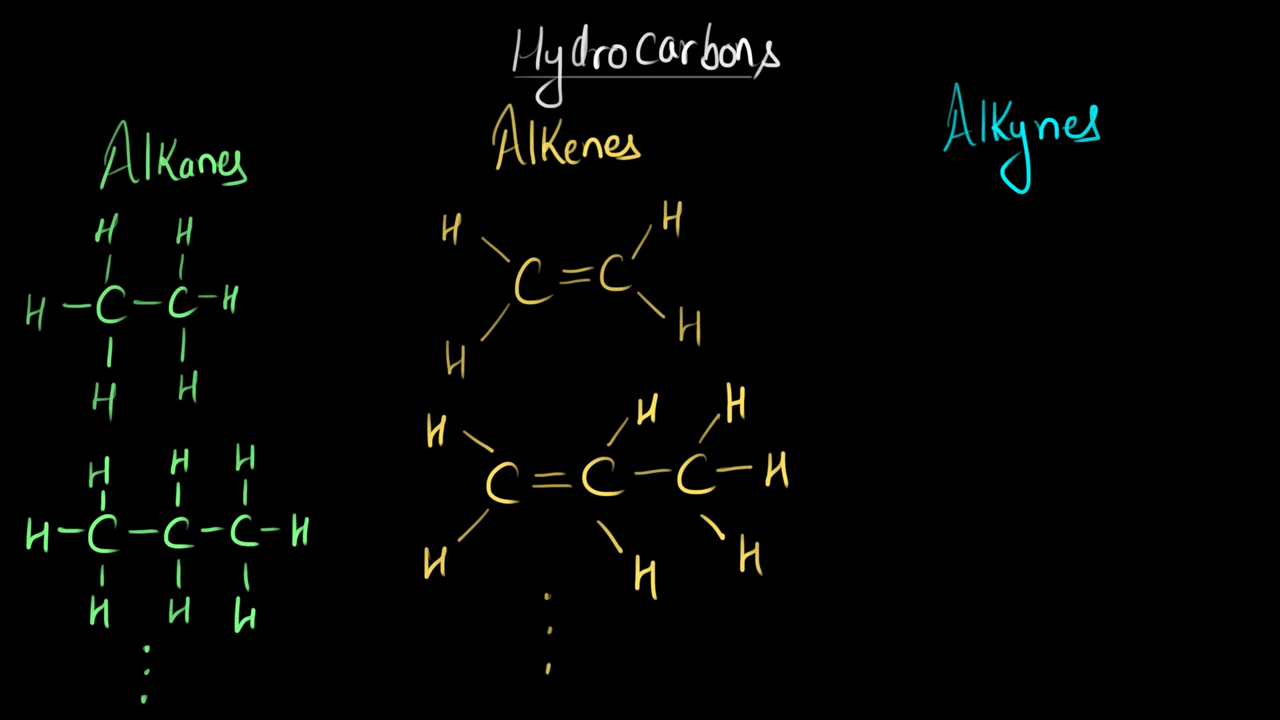 HydroCarbons
Alkanes
Alkenes
Alkynes
H H
H C C H
H H
H H H
H C C C H
H H H
H H
C = C
H H
H H H
C = C C H
H H H